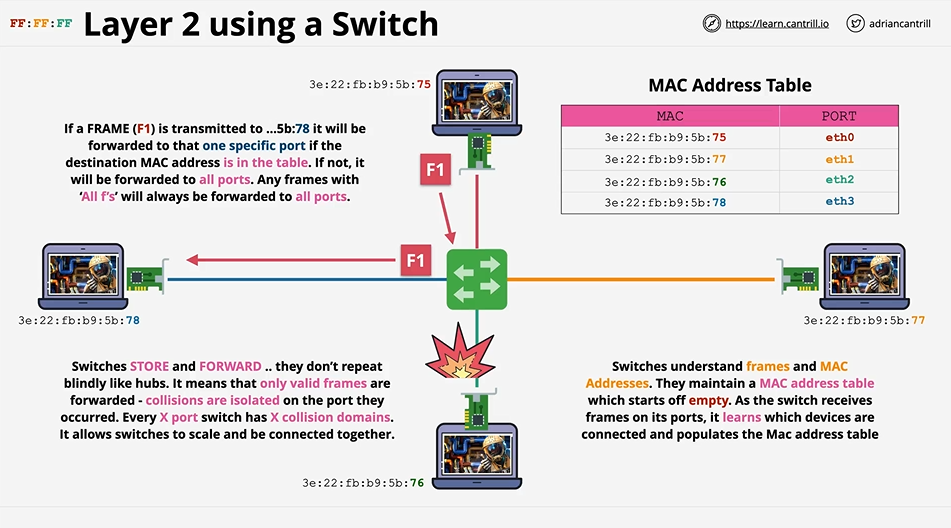 FF:FF:FF
Layer 2 using a Switch
https://learn.cantrill.io
adriancantrill
3e:22:fb:b9:5b:75
If a FRAME (F1) is transmitted to ...5b:78 it will be
forwarded to that one specific port if the
destination MAC address is in the table. If not, it
will be forwarded to all ports. Any frames with
‘All f’s’ will always be forwarded to all ports.
F1
MAC Address Table
MAC PORT
3e:22:fb:b9:5b:75 eth0
3e:22:fb:b9:5b:77 eth1
3e:22:fb:b9:5b:76 eth2
3e:22:fb:b9:5b:78 eth3
F1
3e:22:fb:b9:5b:78
3e:22:fb:b9:5b:77
Switches STORE and FORWARD .. they don’t repeat
blindly like hubs. It means that only valid frames are
forwarded - collisions are isolated on the port they
occurred. Every X port switch has X collision domains.
It allows switches to scale and be connected together.
Switches understand frames and MAC
Addresses. They maintain a MAC address table
which starts off empty. As the switch receives
frames on its ports, it learns which devices are
connected and populates the Mac address table
3e:22:fb:b9:5b:76